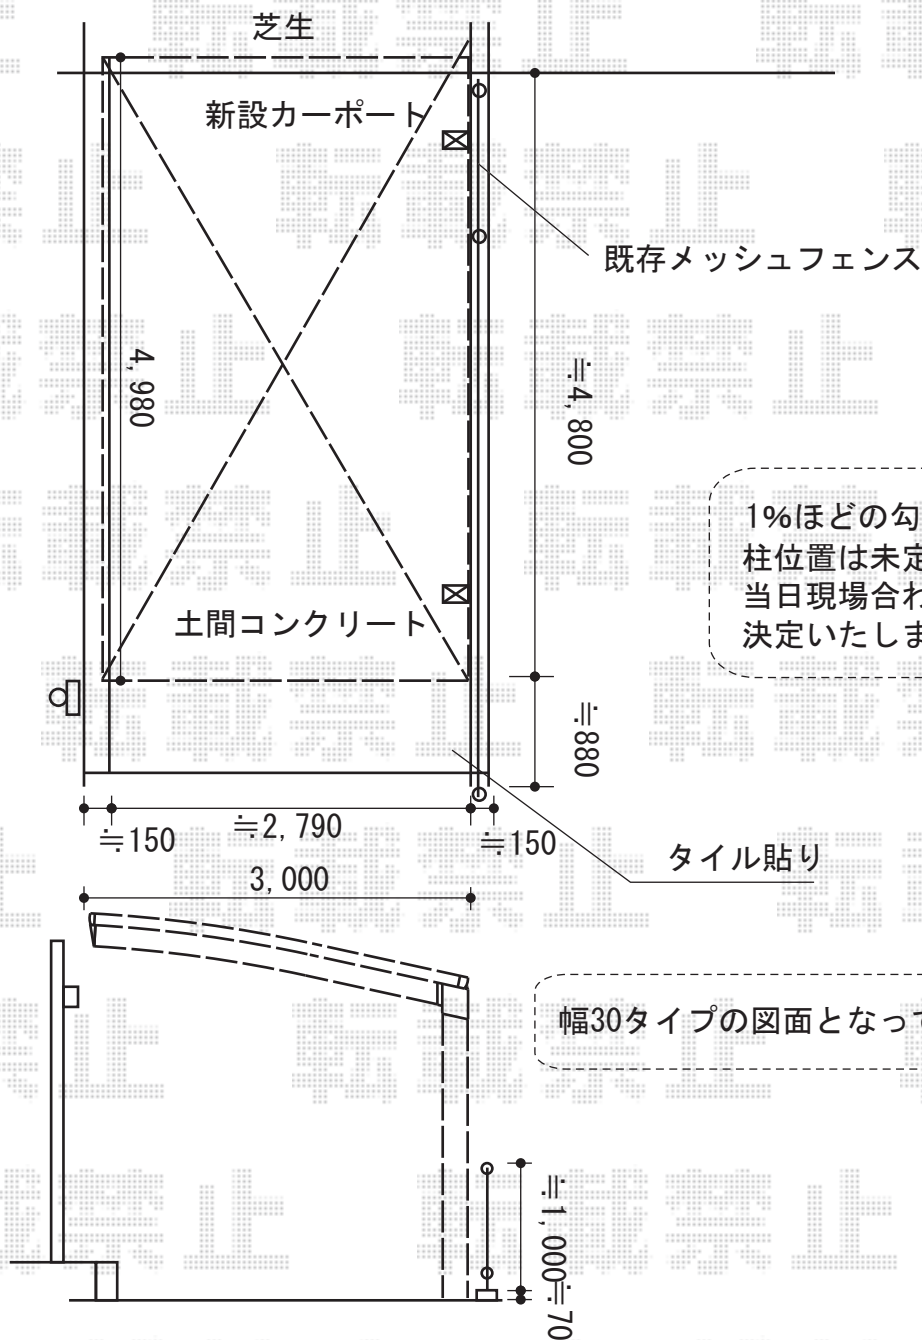 芝生
新設カーポート
既存メッシュフェンス
4,980
≒4,800
1%ほどの勾
柱位置は未定
当日現場合わ
決定いたしま
土間コンクリート
≒880
≒150
≒2,790
≒150
タイル貼り
3,000
幅30タイプの図面となって
≒1,000
≒70
転載禁止